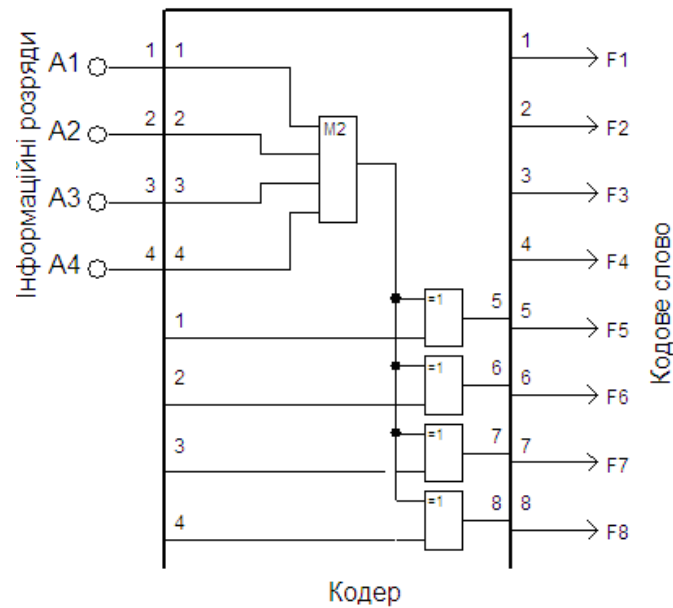 Інформаційні розряди
A1 1 1
A2 2 2
A3 3 3
A4 4 4
M2
1
2
3
4
=1 5
=1 6
=1 7
=1 8
1 F1
2 F2
3 F3
4 F4
5 F5
6 F6
7 F7
8 F8
Кодове слово
Кодер